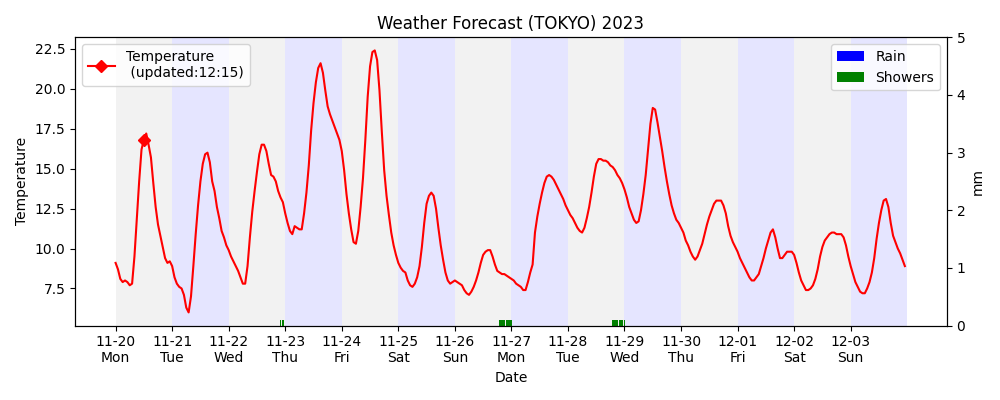 Weather Forecast (TOKYO) 2023
Temperature
(updated:12:15)
Rain
Showers
22.5
20.0
17.5
15.0
12.5
10.0
7.5
Temperature
5
4
3
2
1
0
mm
11-20 11-21 11-22 11-23 11-24 11-25 11-26 11-27 11-28 11-29 11-30 12-01 12-02 12-03
Mon Tue Wed Thu Fri Sat Sun Mon Tue Wed Thu Fri Sat Sun
Date